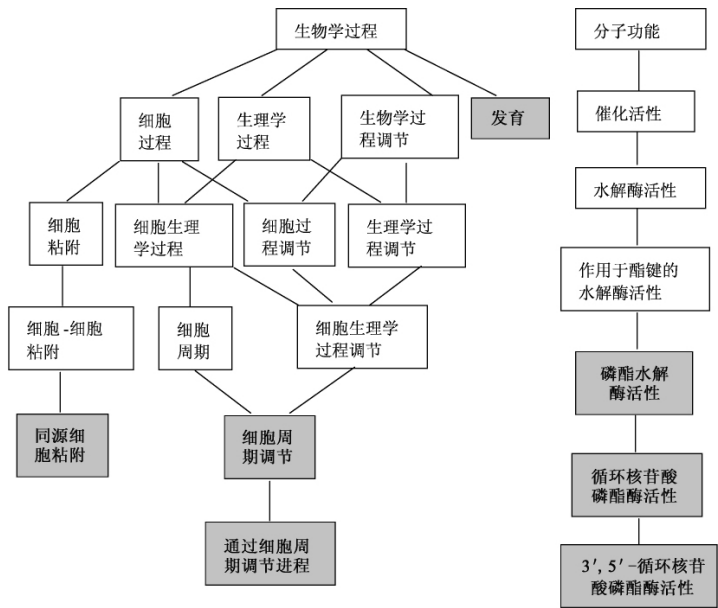 生物学过程
分子功能
细胞
过程
生理学
过程
生物学过
程调节
发育
催化活性
水解酶活性
细胞
粘附
细胞生理
学过程
细胞过
程调节
生理学过
程调节
作用于酯键的
水解酶活性
细胞-细胞
粘附
细胞
周期
细胞生理学
过程调节
磷酯水解
酶活性
同源细
胞粘附
细胞周
期调节
循环核苷酸
磷酯酶活性
通过细胞周
期调节进程
3′, 5′-循环核苷
酸磷酯酶活性